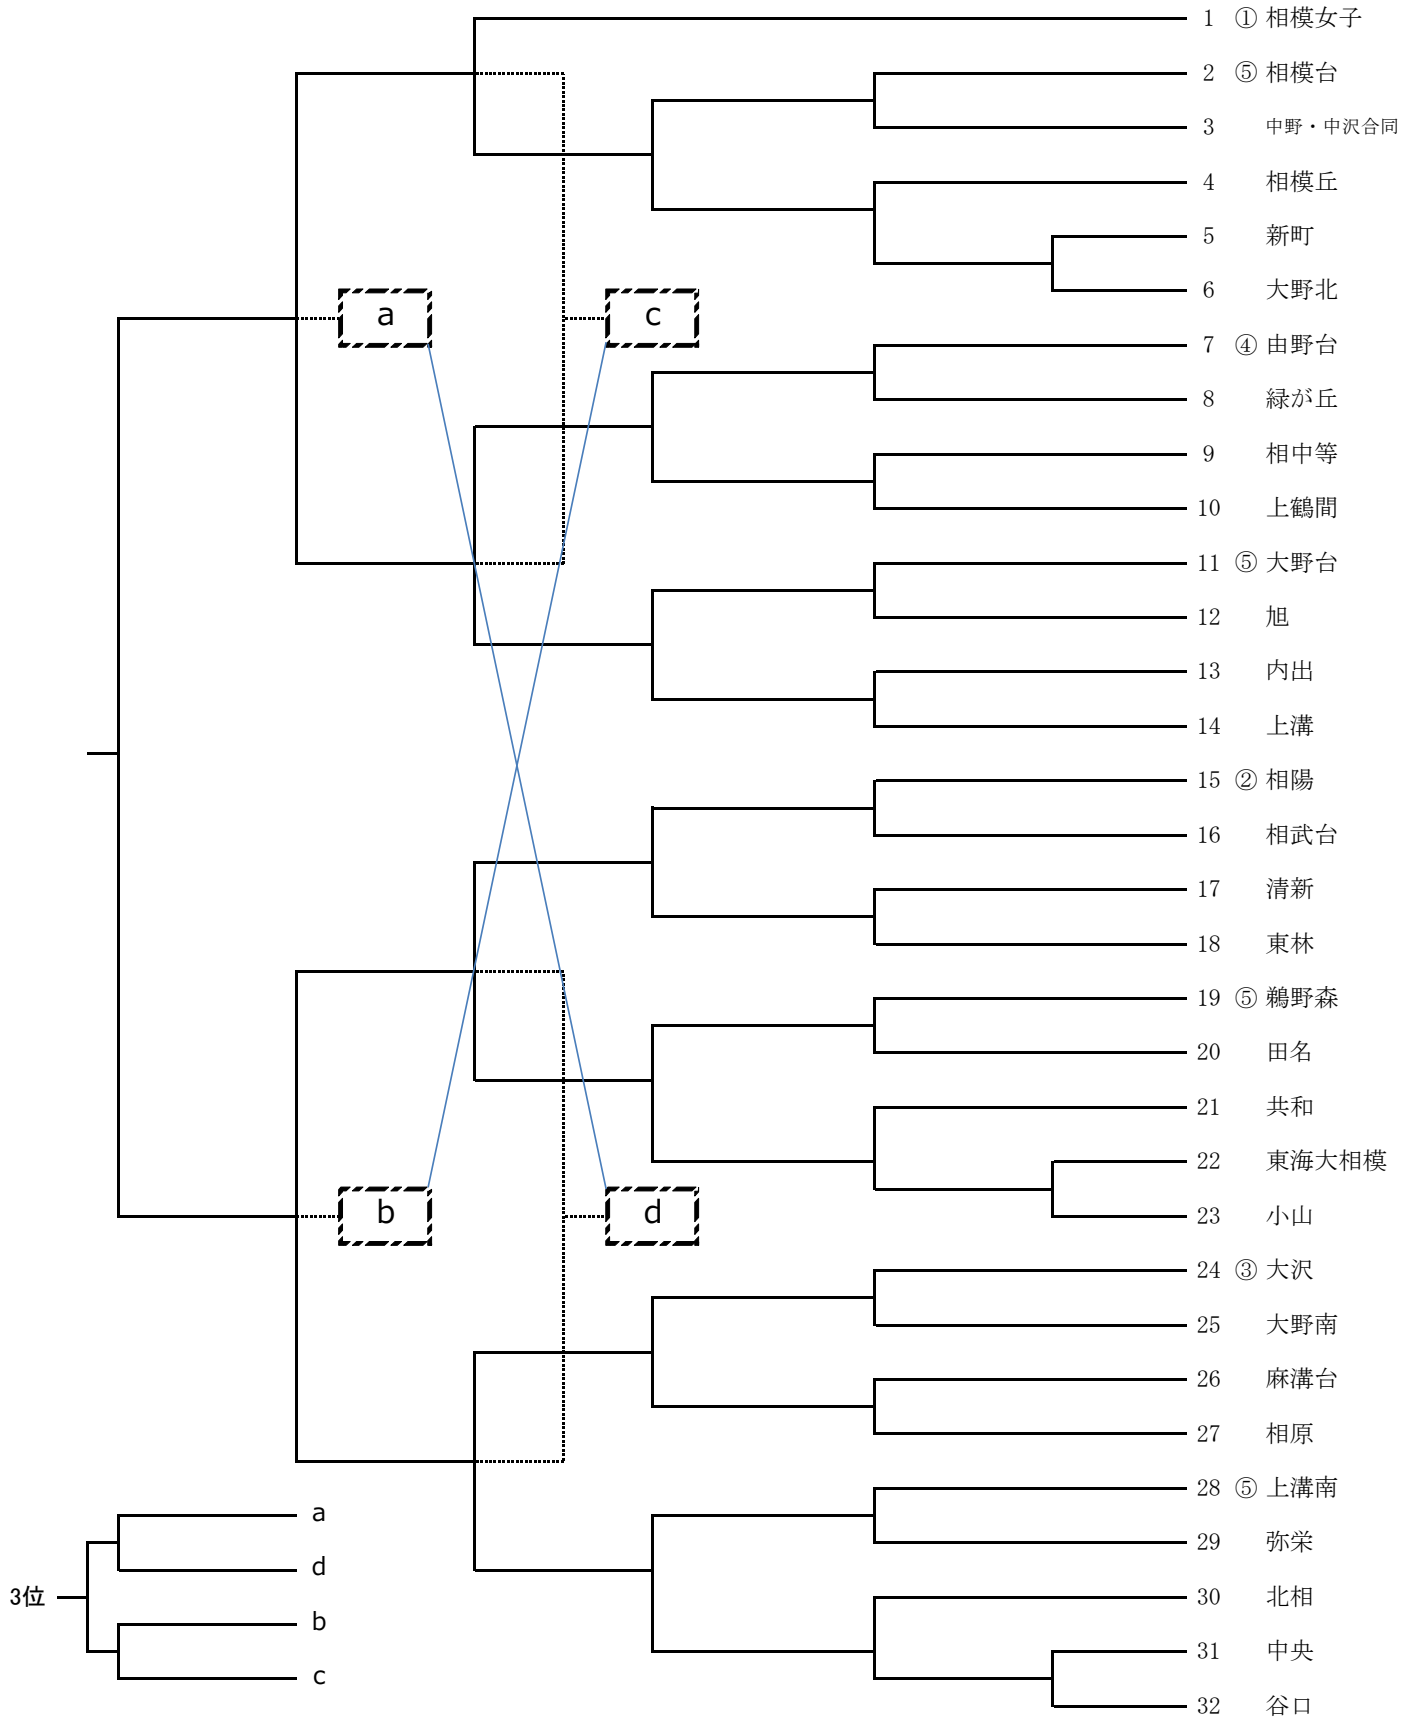 1 ① 相模女子
2 ⑤ 相模台
3 中野・中沢合同
4 相模丘
5 新町
6 大野北
a c
7 ④ 由野台
8 緑が丘
9 相中等
10 上鶴間
11 ⑤ 大野台
12 旭
13 内出
14 上溝
15 ② 相陽
16 相武台
17 清新
18 東林
19 ⑤ 鵜野森
20 田名
21 共和
22 東海大相模
b d
23 小山
24 ③ 大沢
25 大野南
26 麻溝台
27 相原
28 ⑤ 上溝南
a
29 弥栄
d
3位
30 北相
b
31 中央
c
32 谷口